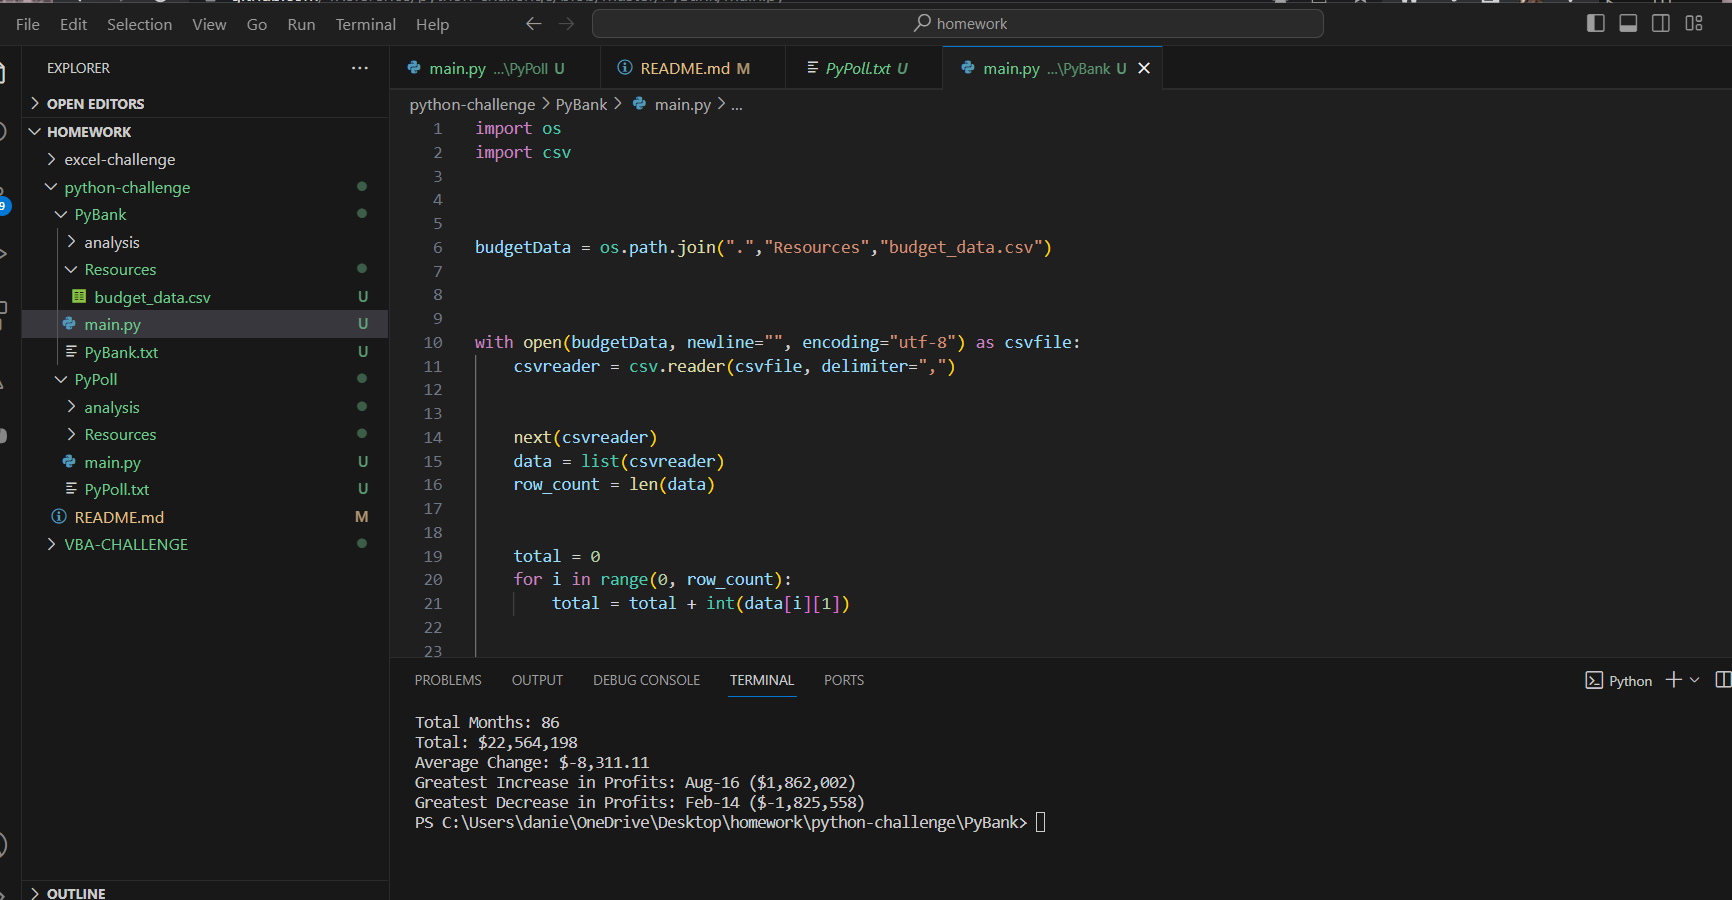 File Edit Selection View Go Run Terminal Help
homework
EXPLORER
OPEN EDITORS
HOMEWORK
excel-challenge
python-challenge
PyBank
analysis
Resources
budget_data.csv U
main.py U
PyBank.txt U
PyPoll
analysis
Resources
main.py U
PyPoll.txt U
README.md M
VBA-CHALLENGE
OUTLINE
main.py ...\PyPoll U
README.md M
PyPoll.txt U
main.py ...\PyBank U
python-challenge > PyBank > main.py > ...
1 import os
2 import csv
3
4
5
6 budgetData = os.path.join(".","Resources","budget_data.csv")
7
8
9
10 with open(budgetData, newline="", encoding="utf-8") as csvfile:
11 csvreader = csv.reader(csvfile, delimiter=",")
12
13
14 next(csvreader)
15 data = list(csvreader)
16 row_count = len(data)
17
18
19 total = 0
20 for i in range(0, row_count):
21 total = total + int(data[i][1])
22
23
PROBLEMS OUTPUT DEBUG CONSOLE TERMINAL PORTS
Python
Total Months: 86
Total: $22,564,198
Average Change: $-8,311.11
Greatest Increase in Profits: Aug-16 ($1,862,002)
Greatest Decrease in Profits: Feb-14 ($-1,825,558)
PS C:\Users\danie\OneDrive\Desktop\homework\python-challenge\PyBank>